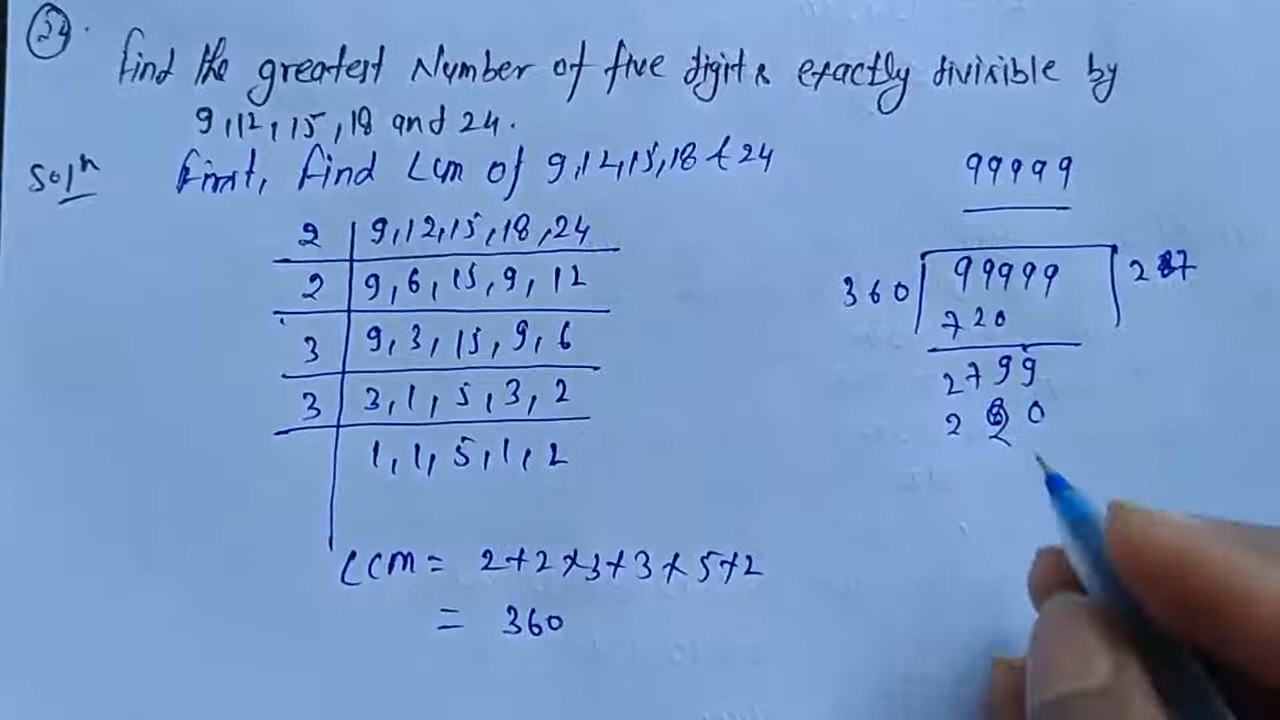 24.
Find the greatest Number of five digits exactly divisible by
9,12,15,18 and 24.
Soln First, Find LCM of 9,12,15,18 & 24
2 | 9,12,15,18,24
2 | 9,6,15,9,12
3 | 9,3,15,9,6
3 | 3,1,5,3,2
1,1,5,1,2
LCM = 2×2×3×3×5×2
= 360
99999
360 99999 27
720
2799
2 20